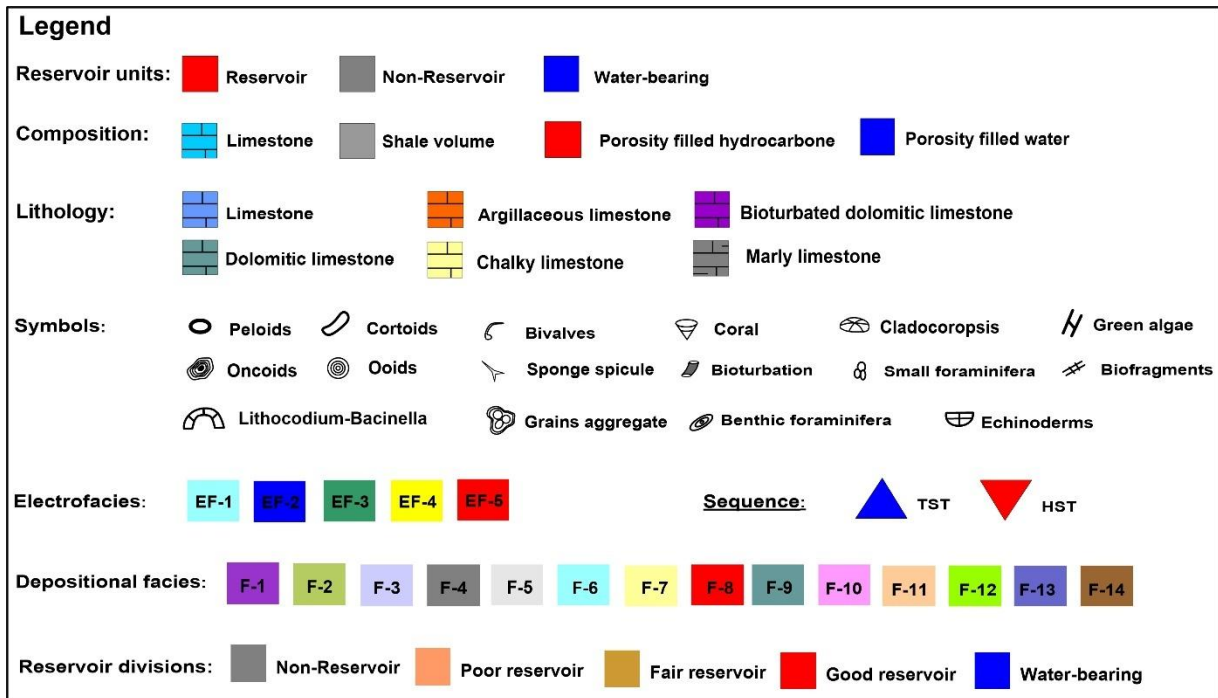 Legend
Reservoir units: Reservoir Non-Reservoir Water-bearing
Composition: Limestone Shale volume Porosity filled hydrocarbone Porosity filled water
Lithology: Limestone Argillaceous limestone Bioturbated dolomitic limestone
Dolomitic limestone Chalky limestone Marly limestone
Symbols: Peloids Cortoids Bivalves Coral Cladocoropsis Green algae
Oncoids Ooids Sponge spicule Bioturbation Small foraminifera Biofragments
Lithocodium-Bacinella Grains aggregate Benthic foraminifera Echinoderms
Electrofacies: EF-1 EF-2 EF-3 EF-4 EF-5 Sequence: TST HST
Depositional facies: F-1 F-2 F-3 F-4 F-5 F-6 F-7 F-8 F-9 F-10 F-11 F-12 F-13 F-14
Reservoir divisions: Non-Reservoir Poor reservoir Fair reservoir Good reservoir Water-bearing